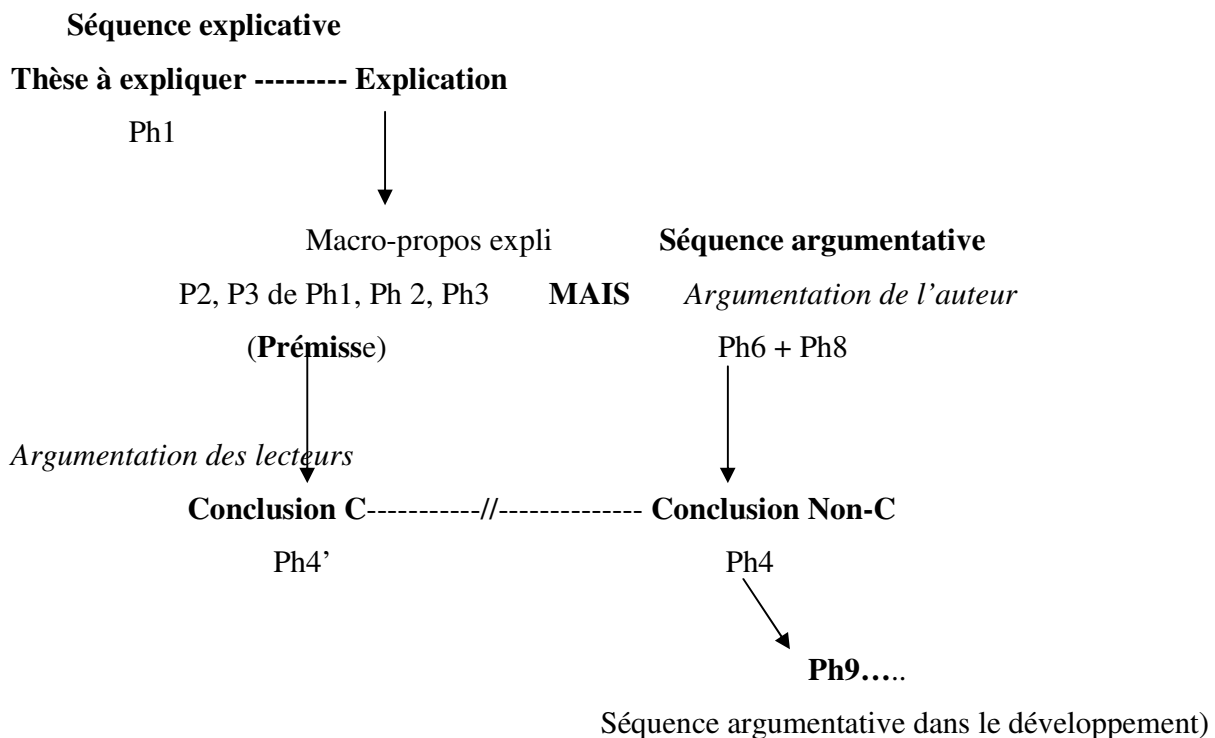 Séquence explicative
Thèse à expliquer --------- Explication
Ph1
Macro-propos expli Séquence argumentative
P2, P3 de Ph1, Ph 2, Ph3 MAIS Argumentation de l’auteur
(Prémisse) Ph6 + Ph8
Argumentation des lecteurs
Conclusion C-----------//-------------- Conclusion Non-C
Ph4’ Ph4
Ph9…..
Séquence argumentative dans le développement)